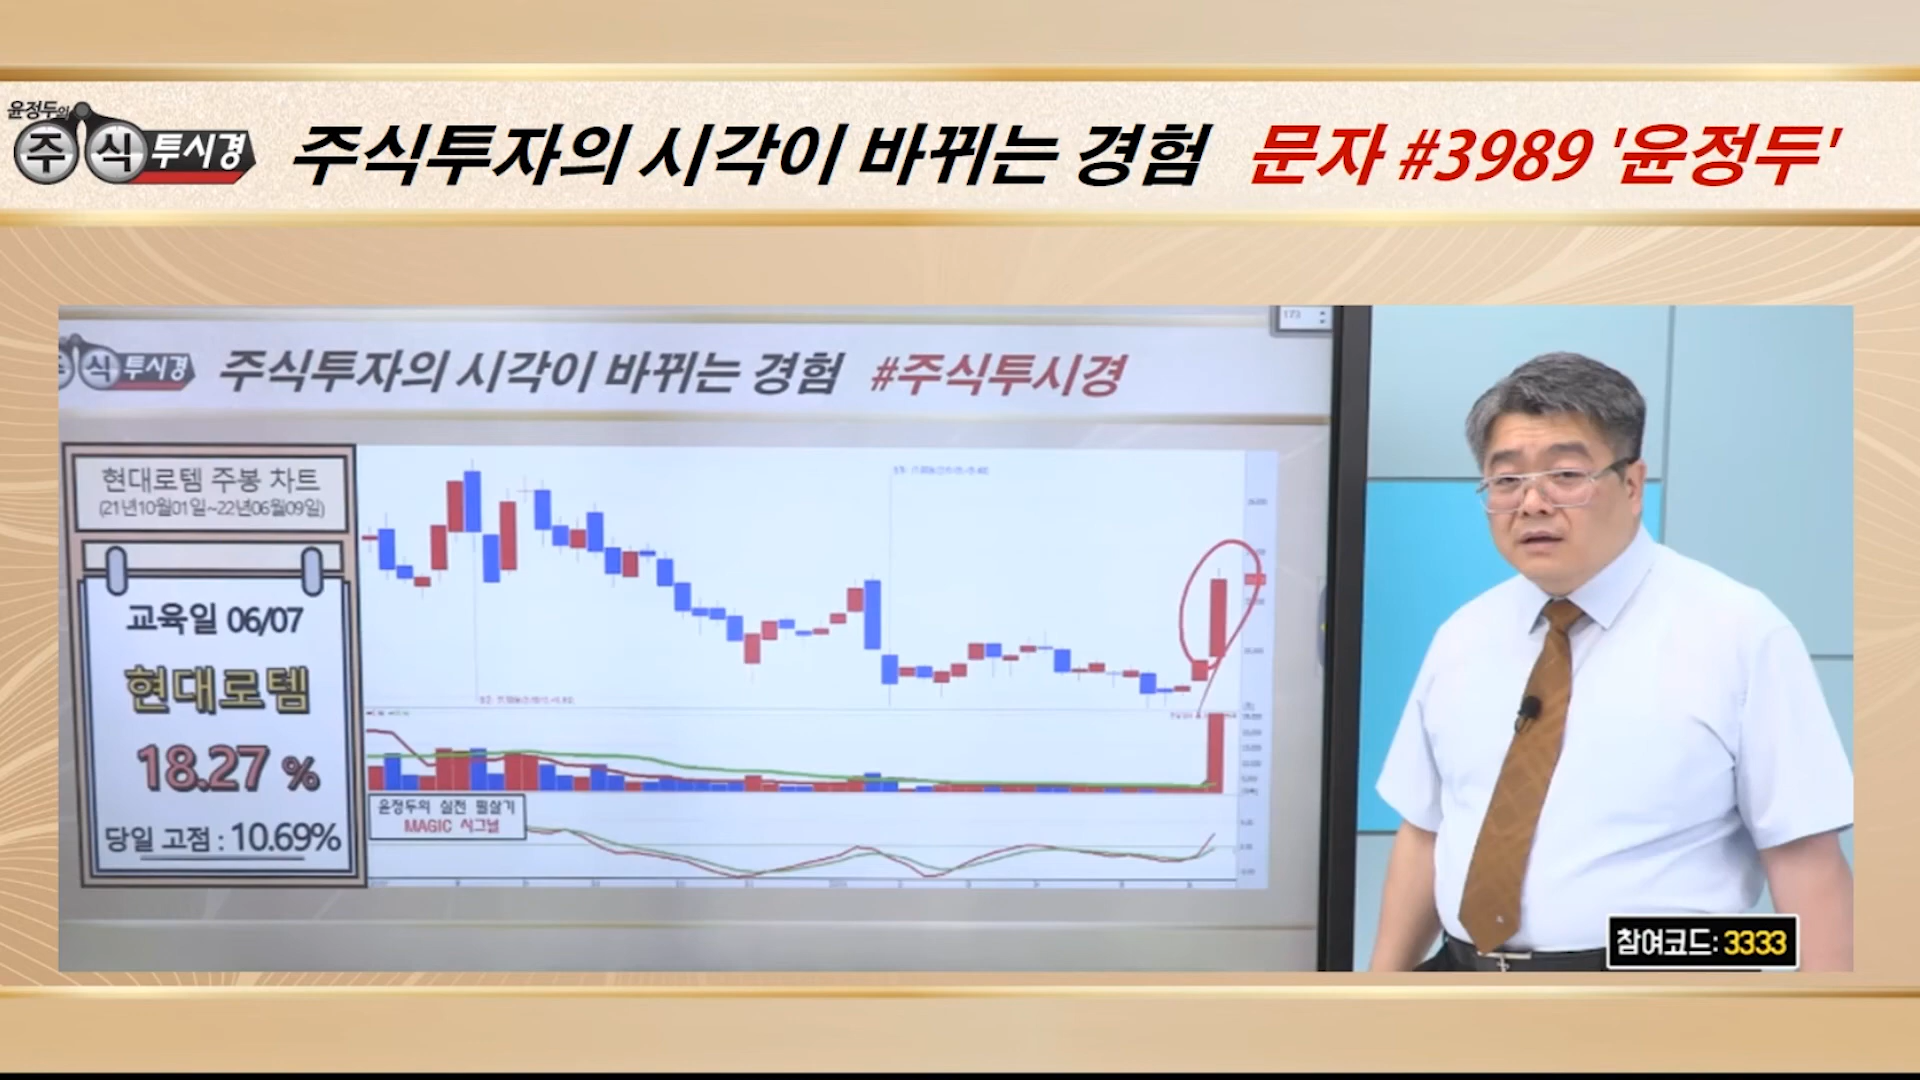 윤정두의
주식투시경
주식투자의 시각이 바뀌는 경험 문자 #3989 '윤정두'
173
식투시경
주식투자의 시각이 바뀌는 경험 #주식투시경
현대로템 주봉 차트
(21년10월01일~22년06월09일)
교육일 06/07
현대로템
18.27 %
당일 고점 : 10.69%
윤정두의 실전 필살기
MAGIC 시그널
참여코드: 3333